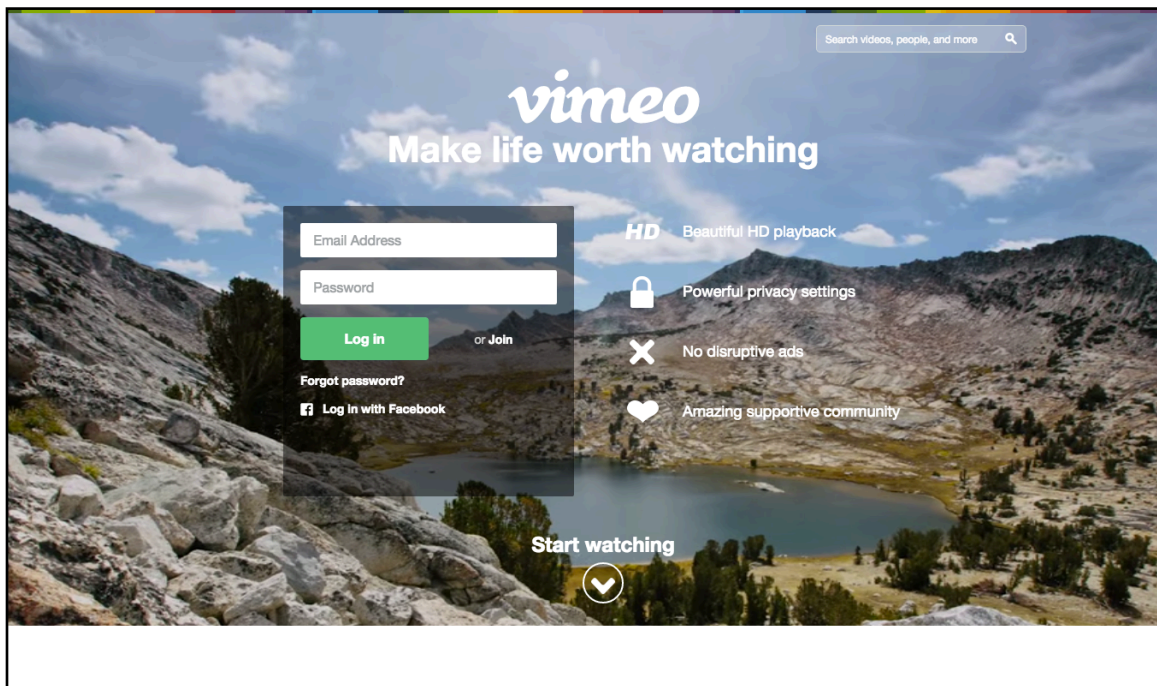 Search videos, people, and more
vimeo
Make life worth watching
Email Address
Password
Log in
or Join
Forgot password?
Log in with Facebook
HD Beautiful HD playback
Powerful privacy settings
No disruptive ads
Amazing supportive community
Start watching